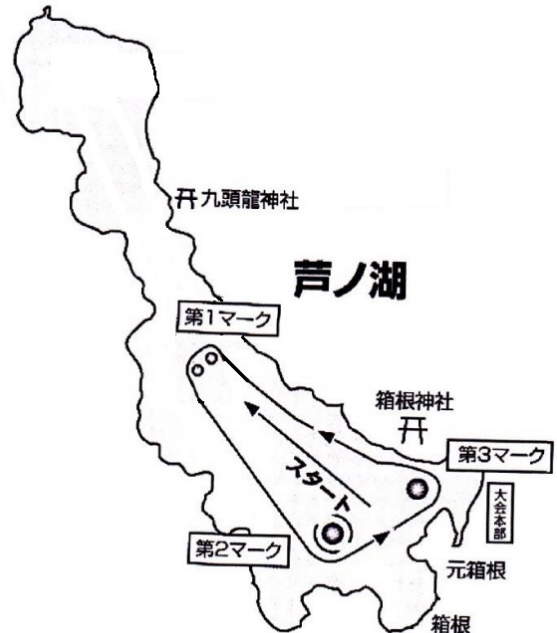 九頭龍神社
芦ノ湖
第1マーク
箱根神社
第3マーク
スタート
大会本部
第2マーク
元箱根
箱根